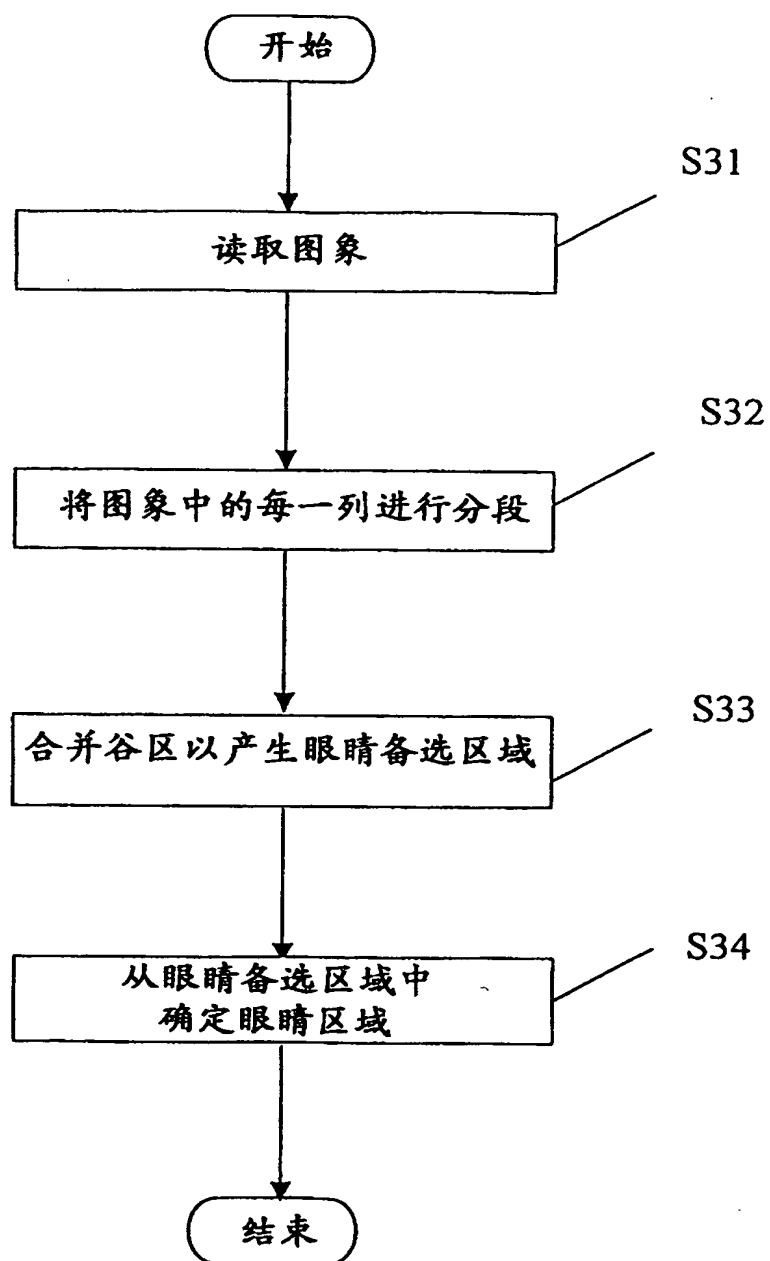 开始
S31
读取图象
S32
将图象中的每一列进行分段
S33
合并谷区以产生眼睛备选区域
S34
从眼睛备选区域中
确定眼睛区域
结束